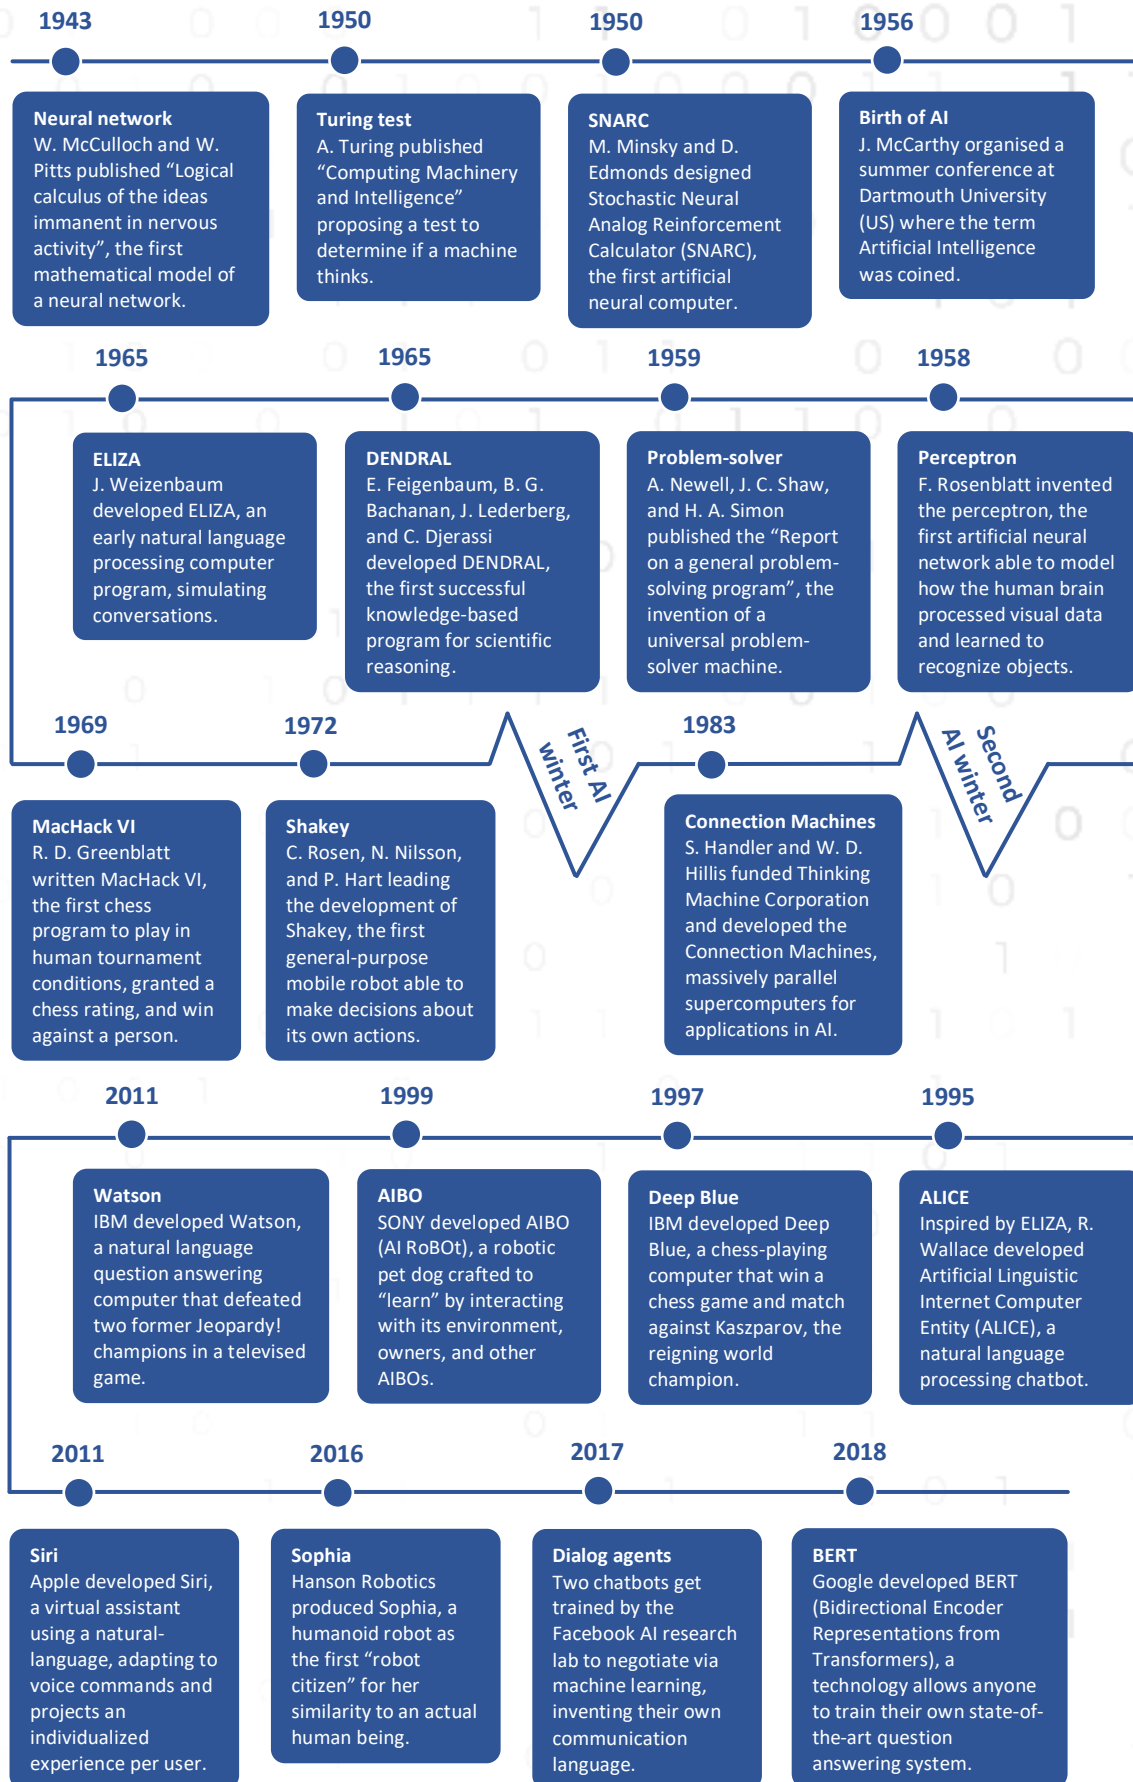 1943
Neural network
W. McCulloch and W.
Pitts published “Logical
calculus of the ideas
immanent in nervous
activity”, the first
mathematical model of
a neural network.
1950
Turing test
A. Turing published
“Computing Machinery
and Intelligence”
proposing a test to
determine if a machine
thinks.
1950
SNARC
M. Minsky and D.
Edmonds designed
Stochastic Neural
Analog Reinforcement
Calculator (SNARC),
the first artificial
neural computer.
1956
Birth of AI
J. McCarthy organised a
summer conference at
Dartmouth University
(US) where the term
Artificial Intelligence
was coined.
1965
ELIZA
J. Weizenbaum
developed ELIZA, an
early natural language
processing computer
program, simulating
conversations.
1965
DENDRAL
E. Feigenbaum, B. G.
Bachanan, J. Lederberg,
and C. Djerassi
developed DENDRAL,
the first successful
knowledge-based
program for scientific
reasoning.
1959
Problem-solver
A. Newell, J. C. Shaw,
and H. A. Simon
published the “Report
on a general problem-
solving program”, the
invention of a
universal problem-
solver machine.
1958
Perceptron
F. Rosenblatt invented
the perceptron, the
first artificial neural
network able to model
how the human brain
processed visual data
and learned to
recognize objects.
1969
MacHack VI
R. D. Greenblatt
written MacHack VI,
the first chess
program to play in
human tournament
conditions, granted a
chess rating, and win
against a person.
1972
Shakey
C. Rosen, N. Nilsson,
and P. Hart leading
the development of
Shakey, the first
general-purpose
mobile robot able to
make decisions about
its own actions.
First AI
winter
1983
Connection Machines
S. Handler and W. D.
Hillis funded Thinking
Machine Corporation
and developed the
Connection Machines,
massively parallel
supercomputers for
applications in AI.
Second
AI winter
2011
Watson
IBM developed Watson,
a natural language
question answering
computer that defeated
two former Jeopardy!
champions in a televised
game.
1999
AIBO
SONY developed AIBO
(AI RoBOt), a robotic
pet dog crafted to
“learn” by interacting
with its environment,
owners, and other
AIBOs.
1997
Deep Blue
IBM developed Deep
Blue, a chess-playing
computer that win a
chess game and match
against Kaszparov, the
reigning world
champion.
1995
ALICE
Inspired by ELIZA, R.
Wallace developed
Artificial Linguistic
Internet Computer
Entity (ALICE), a
natural language
processing chatbot.
2011
Siri
Apple developed Siri,
a virtual assistant
using a natural-
language, adapting to
voice commands and
projects an
individualized
experience per user.
2016
Sophia
Hanson Robotics
produced Sophia, a
humanoid robot as
the first “robot
citizen” for her
similarity to an actual
human being.
2017
Dialog agents
Two chatbots get
trained by the
Facebook AI research
lab to negotiate via
machine learning,
inventing their own
communication
language.
2018
BERT
Google developed BERT
(Bidirectional Encoder
Representations from
Transformers), a
technology allows anyone
to train their own state-of-
the-art question
answering system.